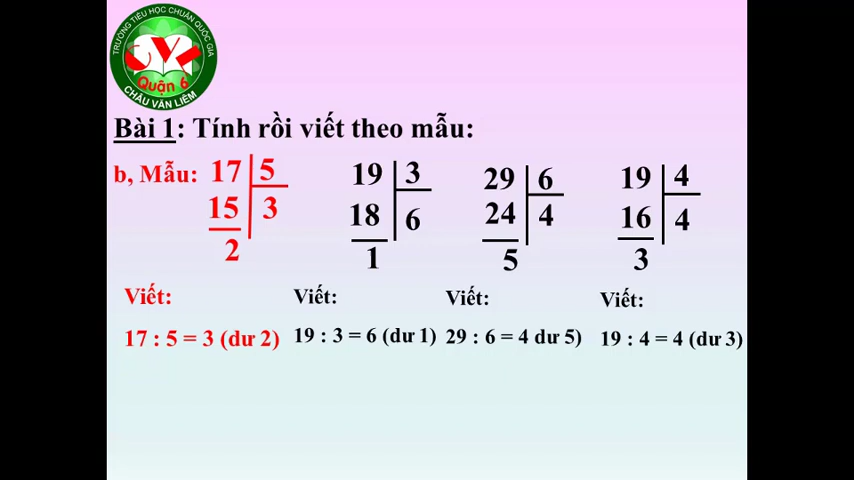 TRƯỜNG TIỂU HỌC CHUẨN QUỐC GIA
CVL
Quận 6
CHÂU VĂN LIÊM
Bài 1: Tính rồi viết theo mẫu:
b, Mẫu: 17 5 19 3 29 6 19 4
15 3 18 6 24 4 16 4
2 1 5 3
Viết: Viết: Viết: Viết:
17 : 5 = 3 (dư 2) 19 : 3 = 6 (dư 1) 29 : 6 = 4 dư 5) 19 : 4 = 4 (dư 3)